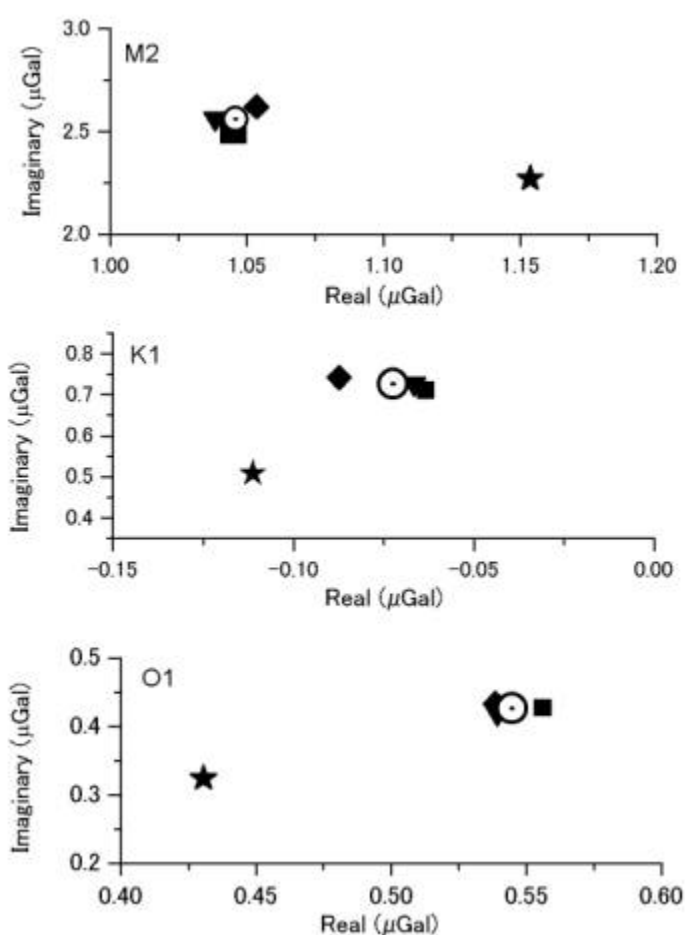 M2
3.0
2.5
2.0
Imaginary (μGal)
1.00 1.05 1.10 1.15 1.20
Real (μGal)
K1
0.8
0.7
0.6
0.5
0.4
Imaginary (μGal)
−0.15 −0.10 −0.05 0.00
Real (μGal)
O1
0.5
0.4
0.3
0.2
Imaginary (μGal)
0.40 0.45 0.50 0.55 0.60
Real (μGal)